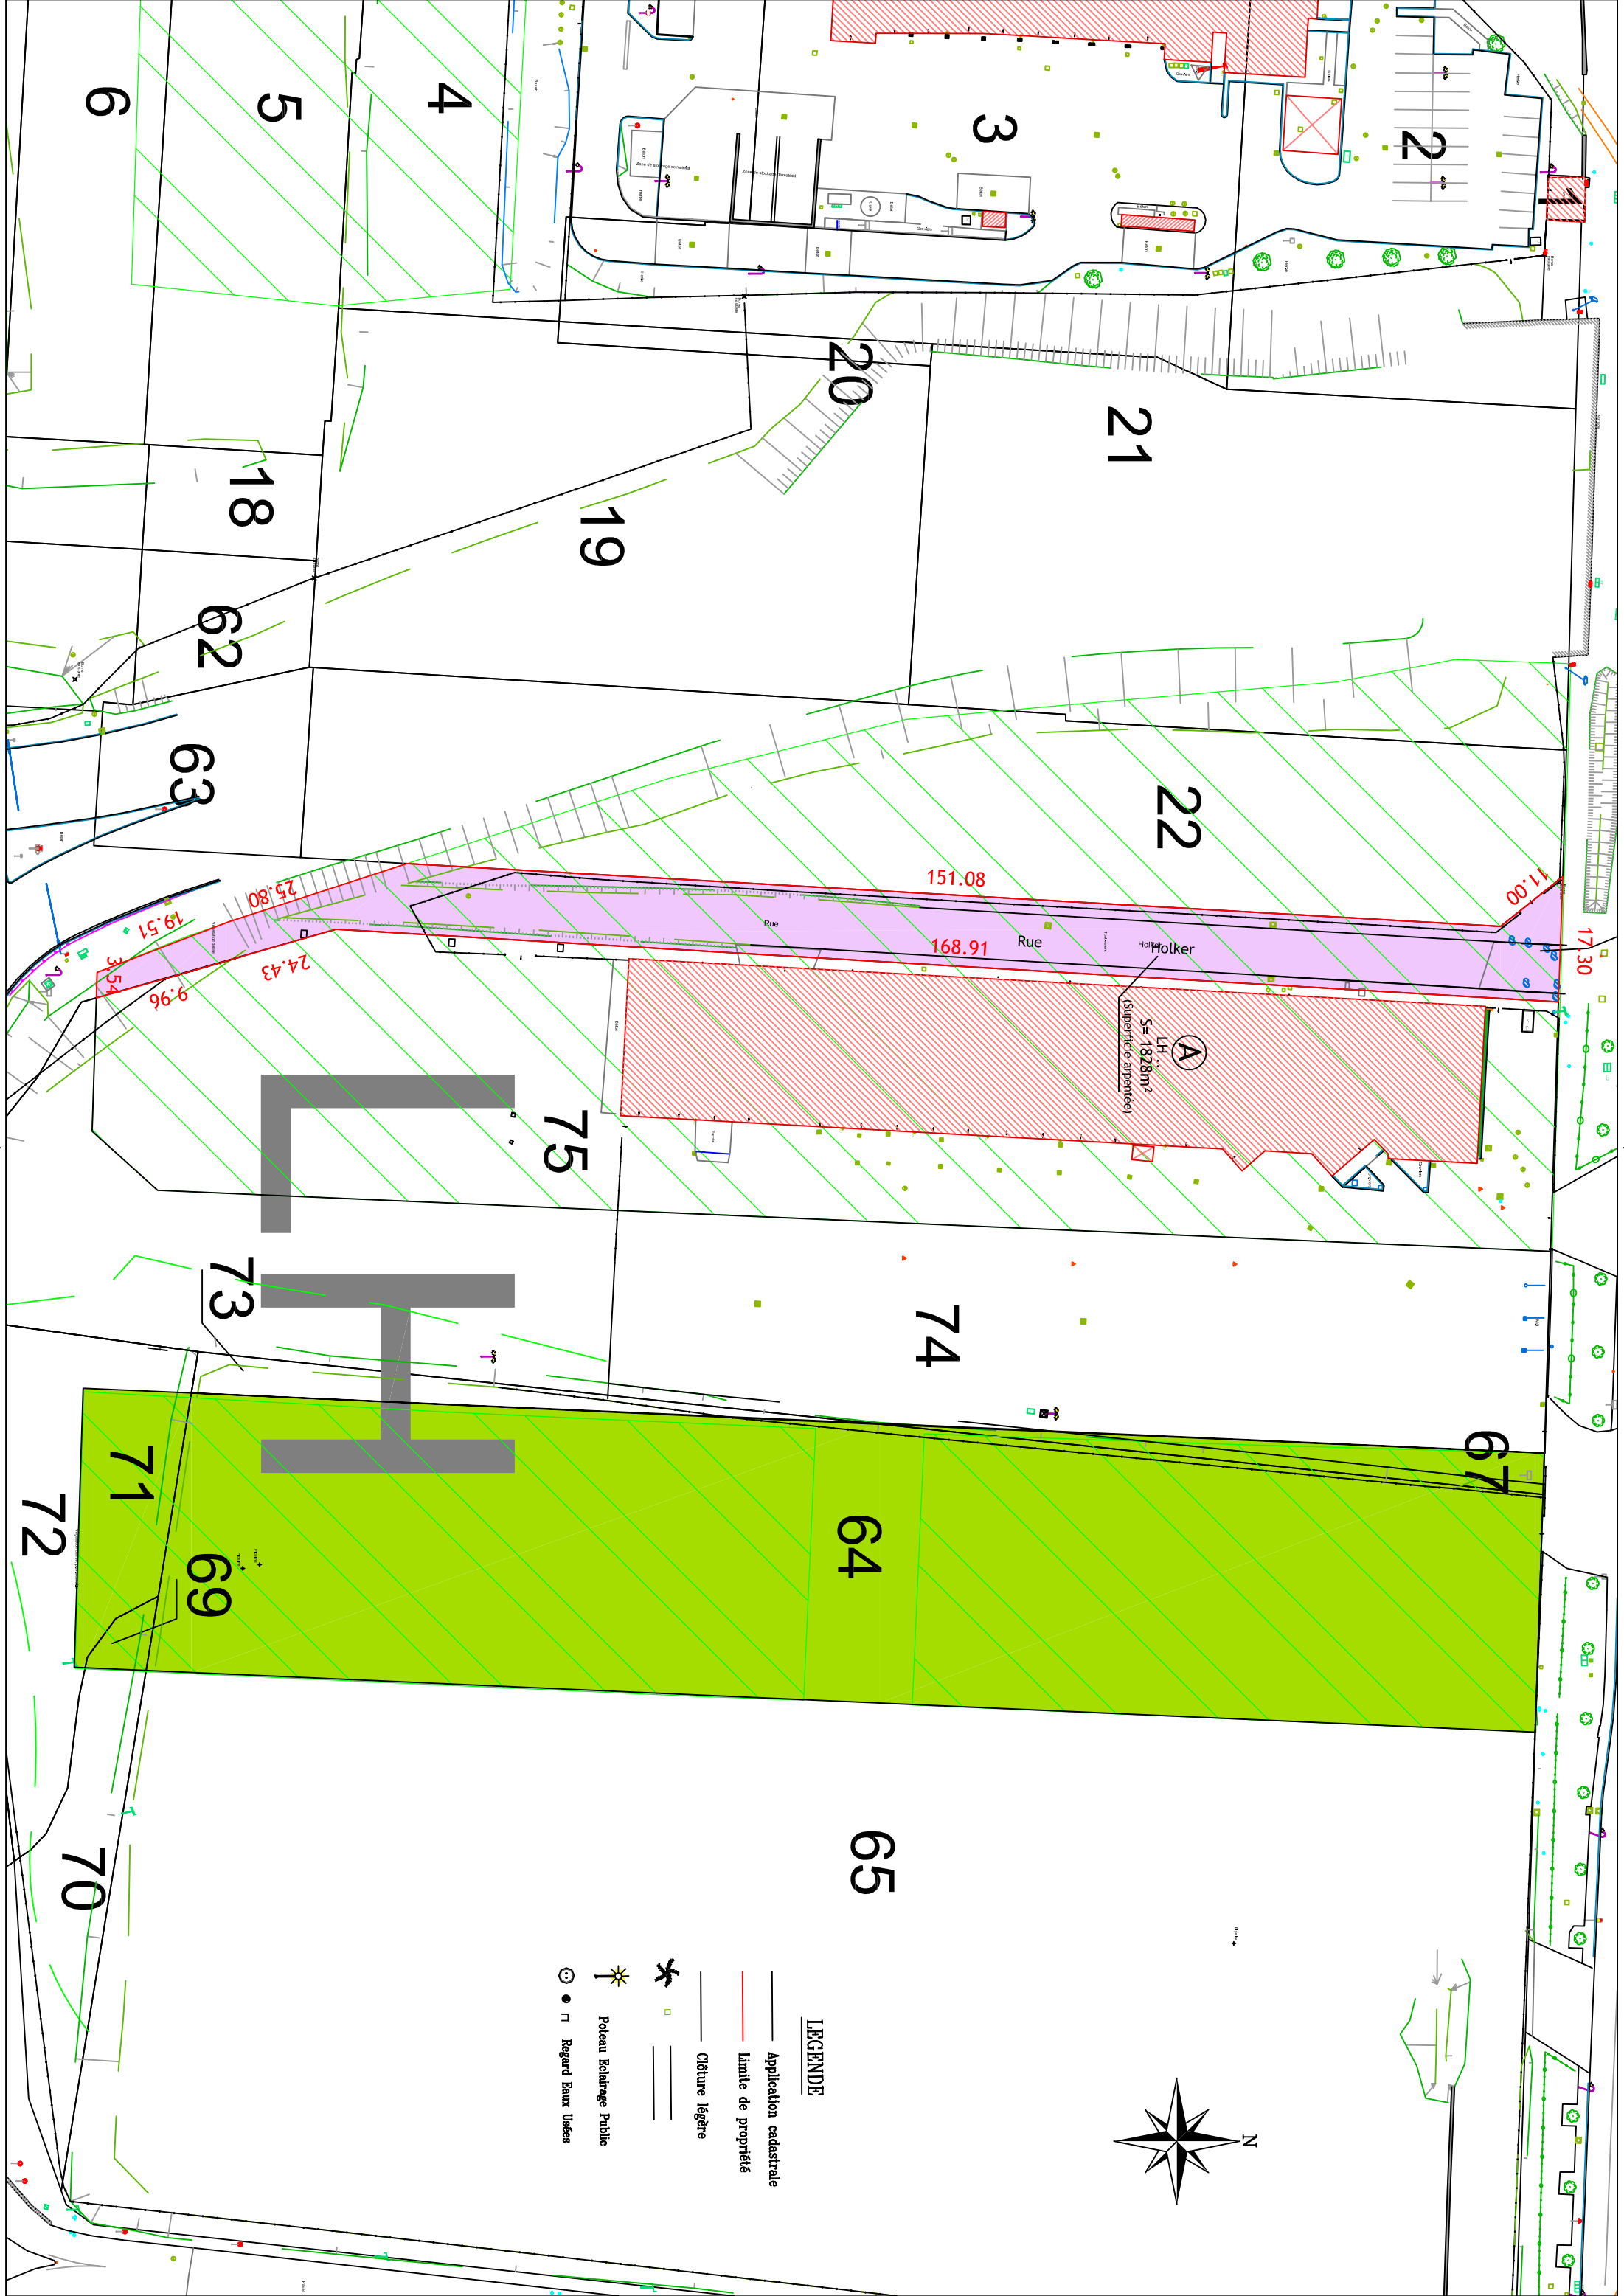 1
2
3
4
5
6
18
19
20
21
22
62
63
151.08
11.00
17.30
168.91
25.80
19.51
3.54
9.96
24.43
Rue
Rue Holker
A
LH
S= 1828m²
(Superficie arpentée)
75
74
73
LH
67
64
69
71
72
65
70
LEGENDE
Application cadastrale
Limite de propriété
Clôture légère
Poteau Eclairage Public
Regard Eaux Usées
N